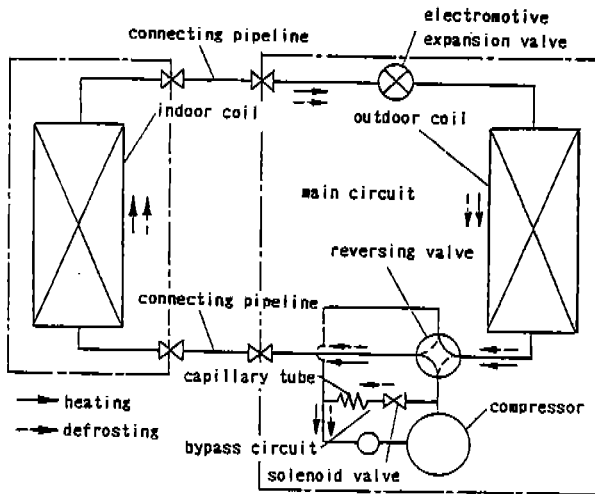 electromotive
expansion valve
connecting pipeline
indoor coil
outdoor coil
main circuit
reversing valve
connecting pipeline
capillary tube
compressor
heating
defrosting
bypass circuit
solenoid valve